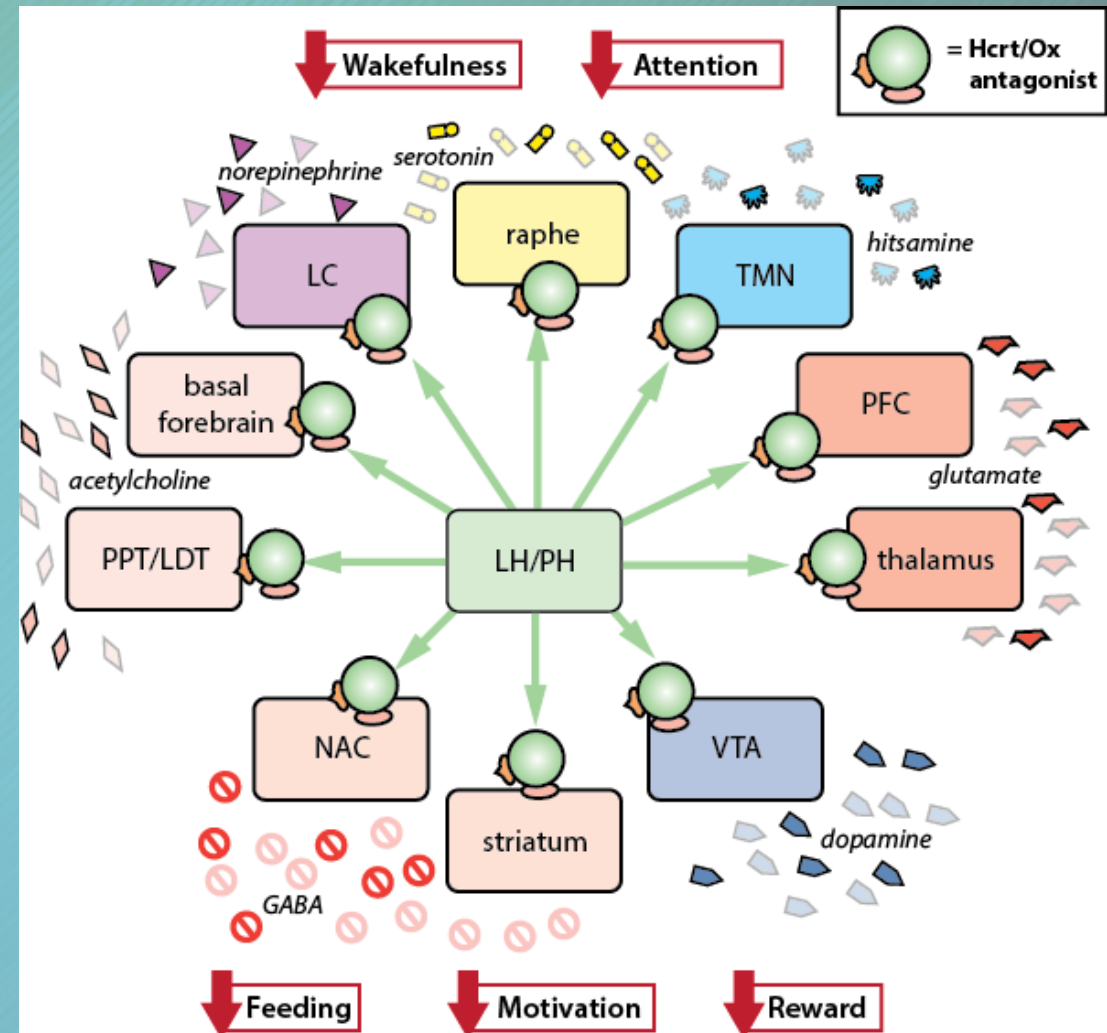 Wakefulness
Attention
= Hcrt/Ox
antagonist
norepinephrine
serotonin
hitsamine
LC
raphe
TMN
basal
forebrain
PFC
acetylcholine
glutamate
PPT/LDT
LH/PH
thalamus
NAC
striatum
VTA
GABA
dopamine
Feeding
Motivation
Reward